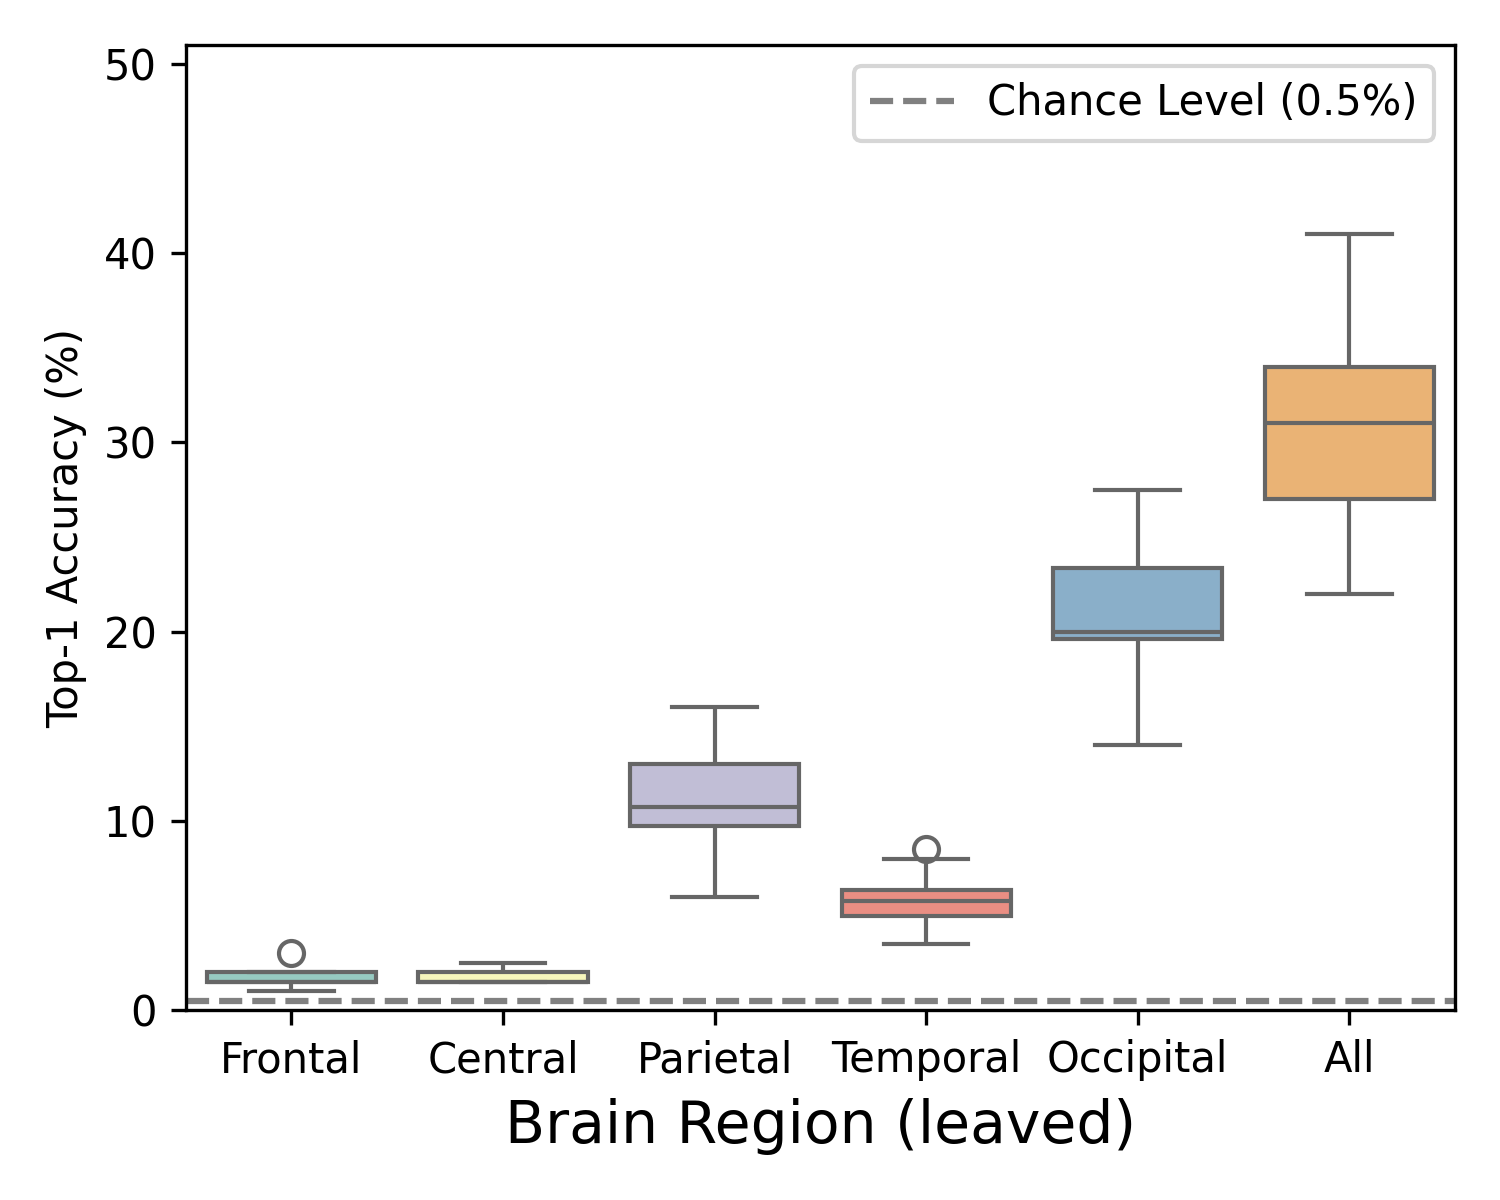 50
Chance Level (0.5%)
40
30
20
10
0
Top-1 Accuracy (%)
Frontal Central Parietal Temporal Occipital All
Brain Region (leaved)